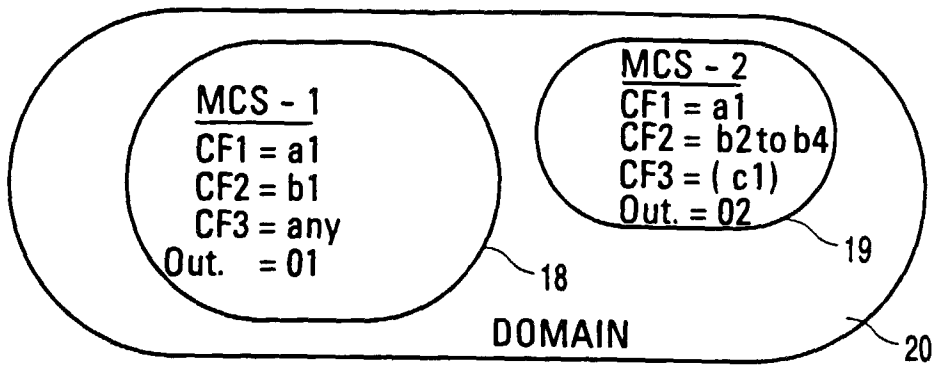 MCS - 1
CF1 = a1
CF2 = b1
CF3 = any
Out. = 01
18
MCS - 2
CF1 = a1
CF2 = b2 to b4
CF3 = ( c1)
Out. = 02
19
DOMAIN
20